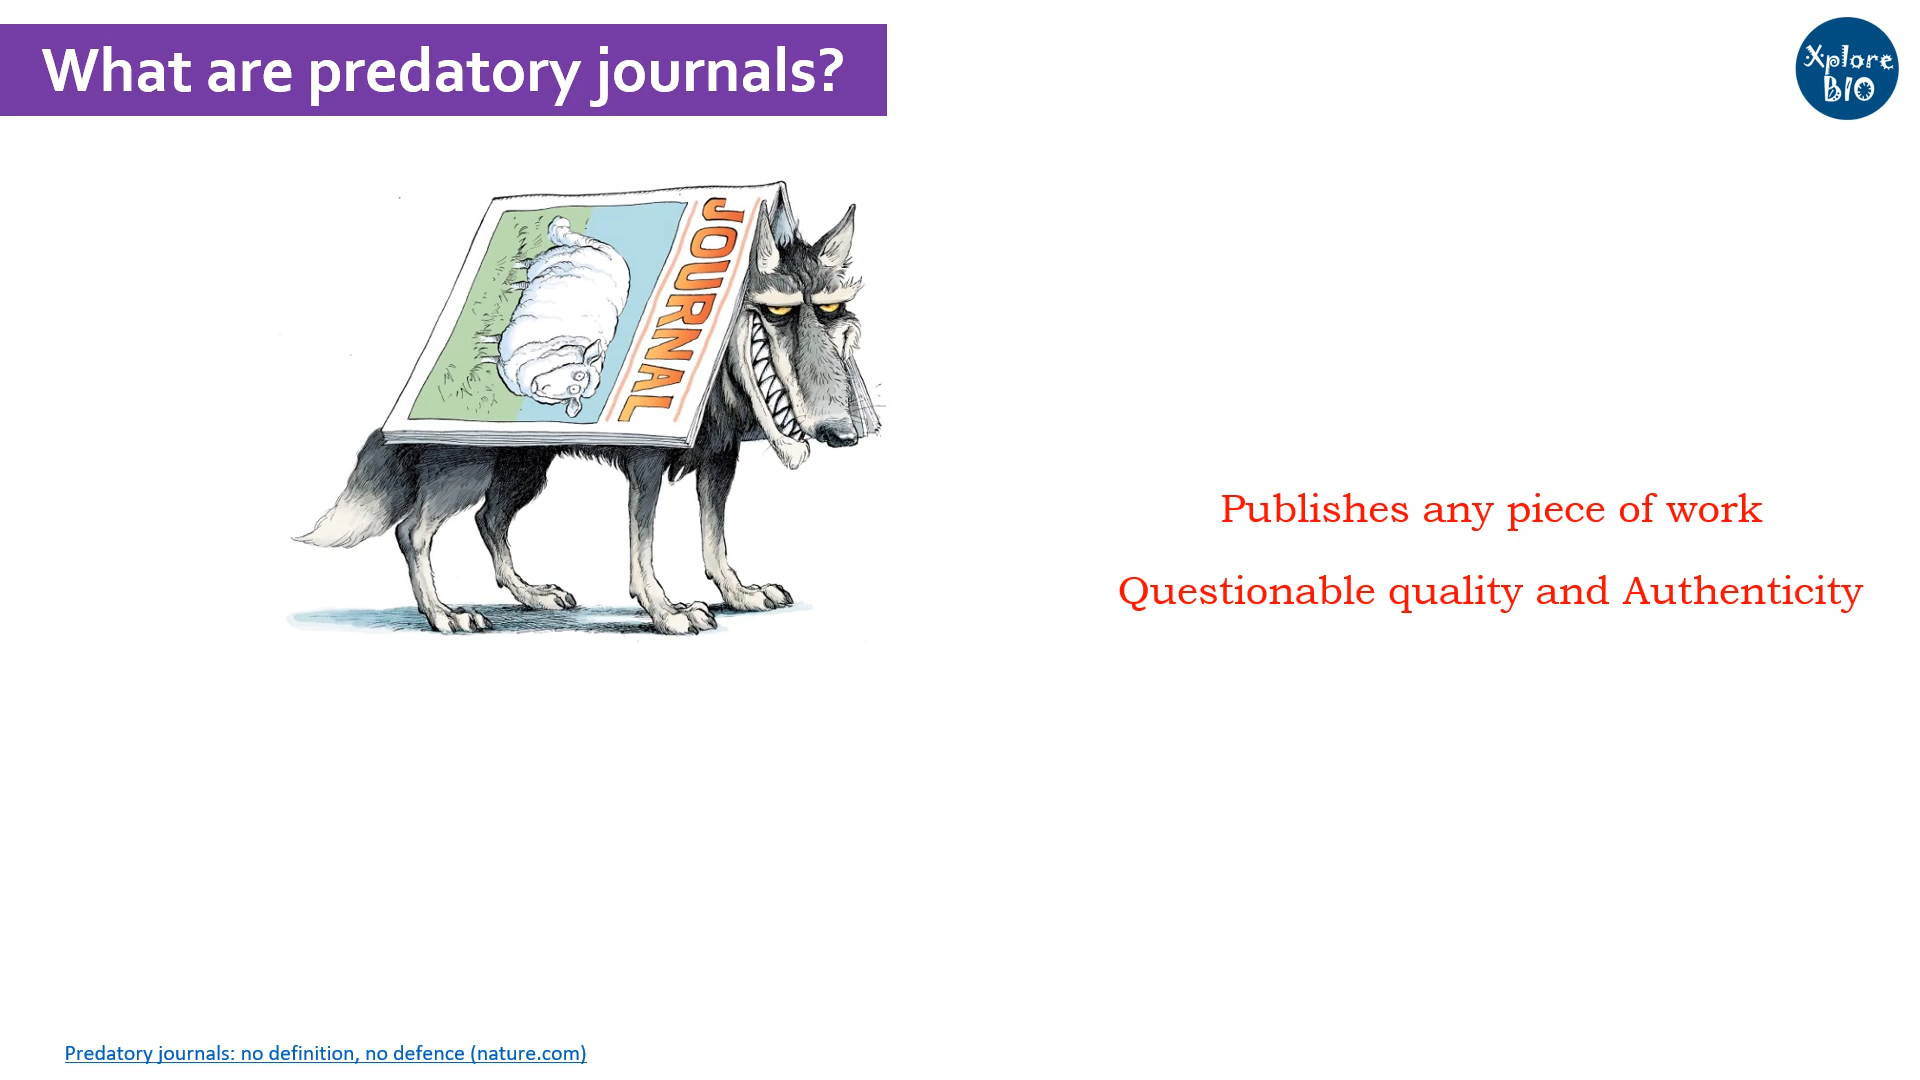 What are predatory journals?
Xplore
BIO
JOURNAL
Publishes any piece of work
Questionable quality and Authenticity
Predatory journals: no definition, no defence (nature.com)